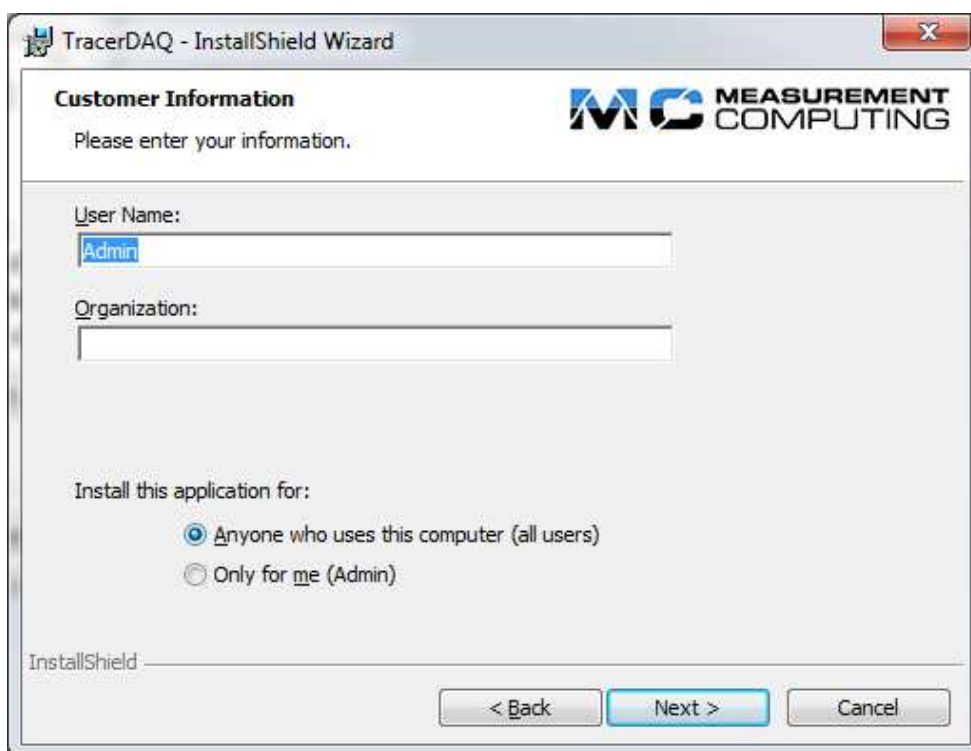 TracerDAQ - InstallShield Wizard
Customer Information
Please enter your information.
MC MEASUREMENT
COMPUTING
User Name:
Admin
Organization:
Install this application for:
Anyone who uses this computer (all users)
Only for me (Admin)
InstallShield
< Back Next > Cancel